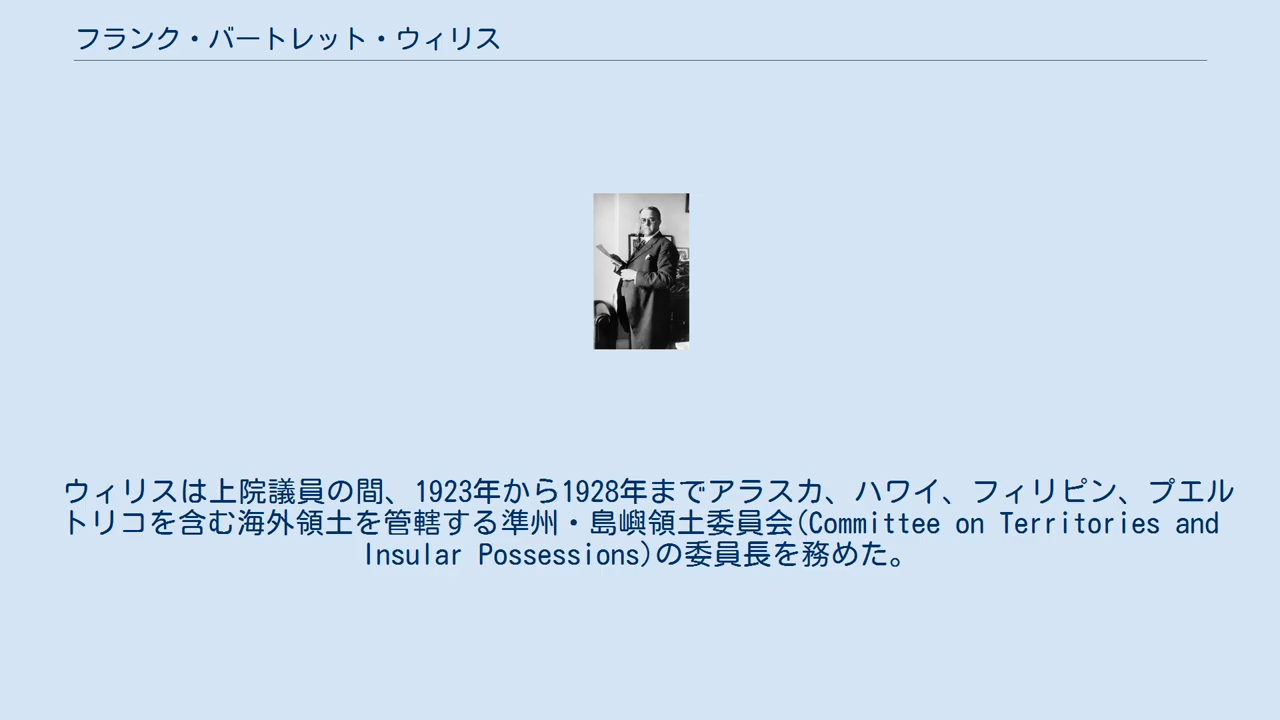 フランク・バートレット・ウィリス
ウィリスは上院議員の間、1923年から1928年までアラスカ、ハワイ、フィリピン、プエル
トリコを含む海外領土を管轄する準州・島嶼領土委員会(Committee on Territories and
Insular Possessions)の委員長を務めた。